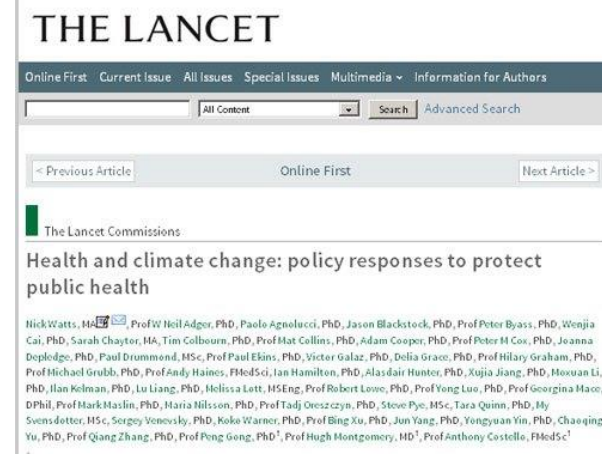 THE LANCET
Online First Current Issue All Issues Special Issues Multimedia Information for Authors
All Content Search Advanced Search
< Previous Article Online First Next Article >
The Lancet Commissions
Health and climate change: policy responses to protect
public health
Nick Watts, MA, Prof W Neil Adger, PhD, Paolo Agnolucci, PhD, Jason Blackstock, PhD, Prof Peter Byass, PhD, Wenjia
Cai, PhD, Sarah Chaytor, MA, Tim Colbourn, PhD, Prof Mat Collins, PhD, Adam Cooper, PhD, Prof Peter M Cox, PhD, Joanna
Depledge, PhD, Paul Drummond, MSc, Prof Paul Ekins, PhD, Victor Galaz, PhD, Delia Grace, PhD, Prof Hilary Graham, PhD,
Prof Michael Grubb, PhD, Prof Andy Haines, FMedSci, Ian Hamilton, PhD, Alasdair Hunter, PhD, Xujia Jiang, PhD, Moxuan Li,
PhD, Ilan Kelman, PhD, Lu Liang, PhD, Melissa Lott, MSEng, Prof Robert Lowe, PhD, Prof Yong Luo, PhD, Prof Georgina Mace,
DPhil, Prof Mark Maslin, PhD, Maria Nilsson, PhD, Prof Tadj Oreszczyn, PhD, Steve Pye, MSc, Tara Quinn, PhD, My
Svensdotter, MSc, Sergey Venevsky, PhD, Koko Warner, PhD, Prof Bing Xu, PhD, Jun Yang, PhD, Yongyuan Yin, PhD, Chaoqing
Yu, PhD, Prof Qiang Zhang, PhD, Prof Peng Gong, PhD†, Prof Hugh Montgomery, MD†, Prof Anthony Costello, FMedSc†